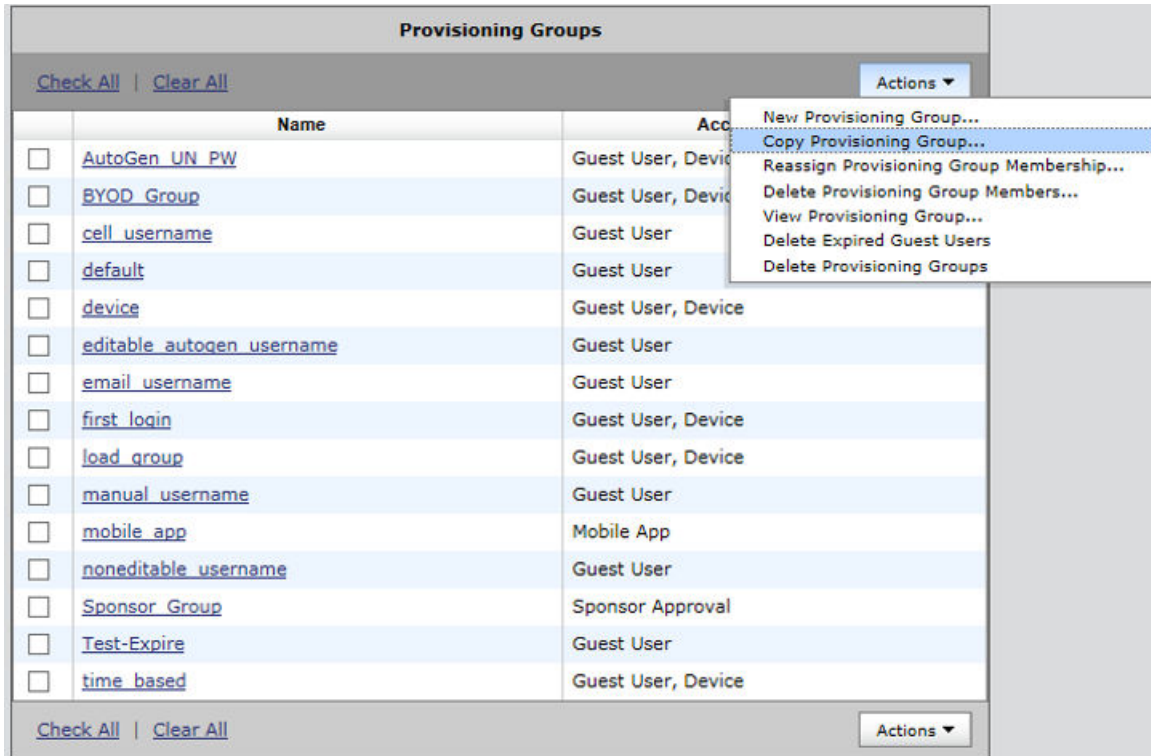 Provisioning Groups
Check All | Clear All
Actions ▼
New Provisioning Group...
Copy Provisioning Group...
Reassign Provisioning Group Membership...
Delete Provisioning Group Members...
View Provisioning Group...
Delete Expired Guest Users
Delete Provisioning Groups
Name
AutoGen_UN_PW Guest User,
BYOD_Group Guest User,
cell_username Guest User
default Guest User
device Guest User, Device
editable_autogen_username Guest User
email_username Guest User
first_login Guest User, Device
load_group Guest User, Device
manual_username Guest User
mobile_app Mobile App
noneditable_username Guest User
Sponsor_Group Sponsor Approval
Test-Expire Guest User
time_based Guest User, Device
Check All | Clear All
Actions ▼